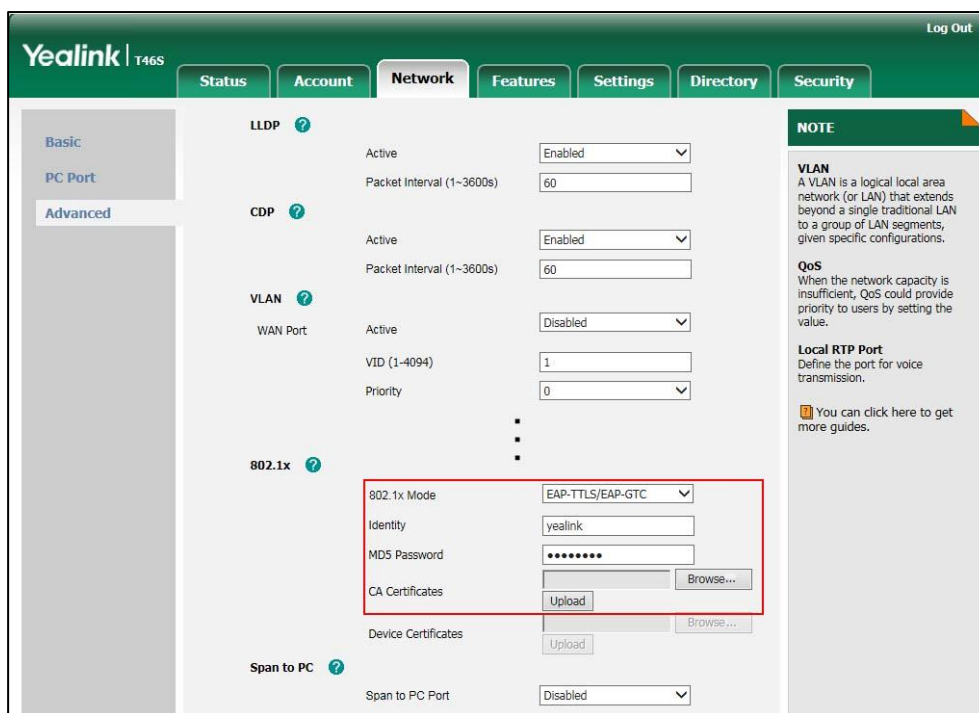 Log Out
Yealink | T46S
Status Account Network Features Settings Directory Security
Basic
PC Port
Advanced
LLDP ?
Active Enabled
Packet Interval (1~3600s) 60
CDP ?
Active Enabled
Packet Interval (1~3600s) 60
VLAN ?
WAN Port Active Disabled
VID (1-4094) 1
Priority 0
802.1x ?
802.1x Mode EAP-TTLS/EAP-GTC
Identity yealink
MD5 Password ••••••••
CA Certificates Browse...
Upload
Device Certificates Browse...
Upload
Span to PC ?
Span to PC Port Disabled
NOTE
VLAN
A VLAN is a logical local area
network (or LAN) that extends
beyond a single traditional LAN
to a group of LAN segments,
given specific configurations.
QoS
When the network capacity is
insufficient, QoS could provide
priority to users by setting the
value.
Local RTP Port
Define the port for voice
transmission.
? You can click here to get
more guides.